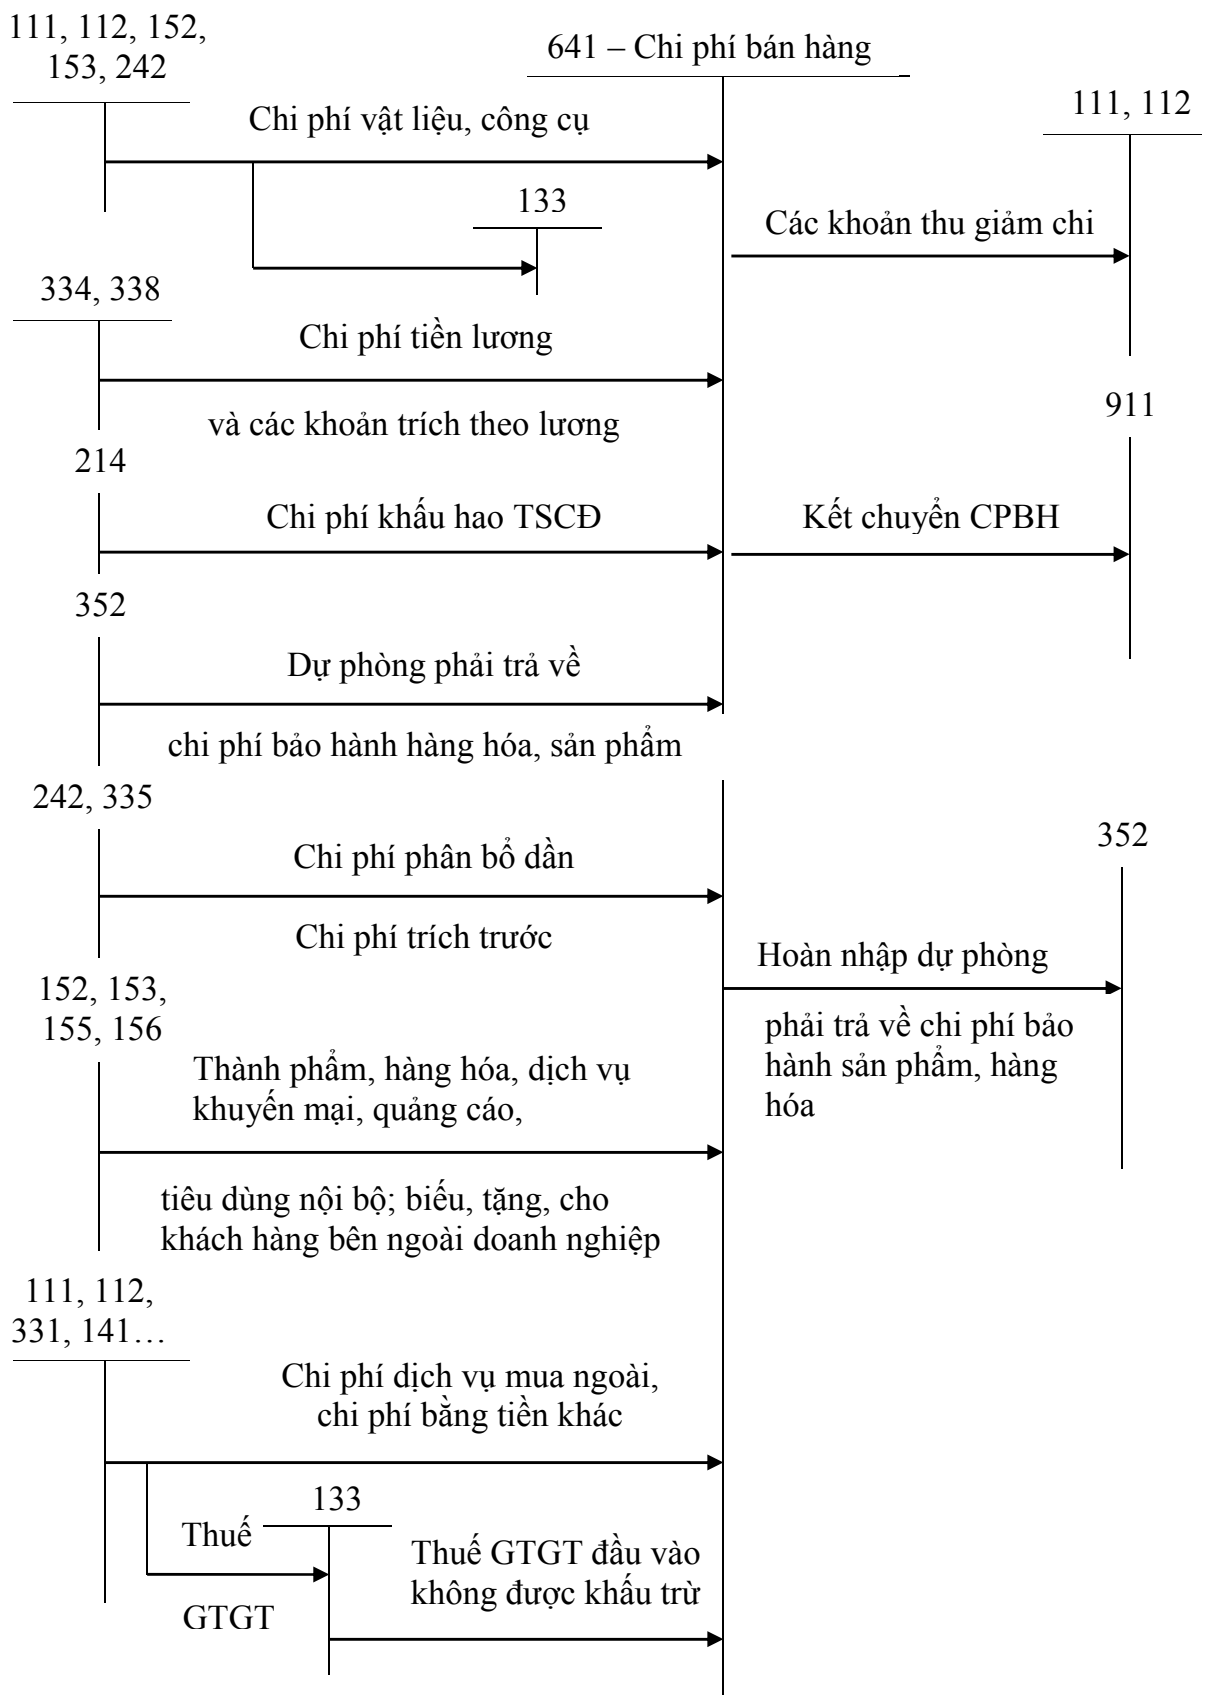 111, 112, 152,
153, 242
641 – Chi phí bán hàng
111, 112
Chi phí vật liệu, công cụ
133
Các khoản thu giảm chi
334, 338
Chi phí tiền lương
và các khoản trích theo lương
911
214
Chi phí khấu hao TSCĐ
Kết chuyển CPBH
352
Dự phòng phải trả về
chi phí bảo hành hàng hóa, sản phẩm
242, 335
352
Chi phí phân bổ dần
Chi phí trích trước
Hoàn nhập dự phòng
phải trả về chi phí bảo
hành sản phẩm, hàng
hóa
152, 153,
155, 156
Thành phẩm, hàng hóa, dịch vụ
khuyến mại, quảng cáo,
tiêu dùng nội bộ; biếu, tặng, cho
khách hàng bên ngoài doanh nghiệp
111, 112,
331, 141…
Chi phí dịch vụ mua ngoài,
chi phí bằng tiền khác
133
Thuế
GTGT
Thuế GTGT đầu vào
không được khấu trừ